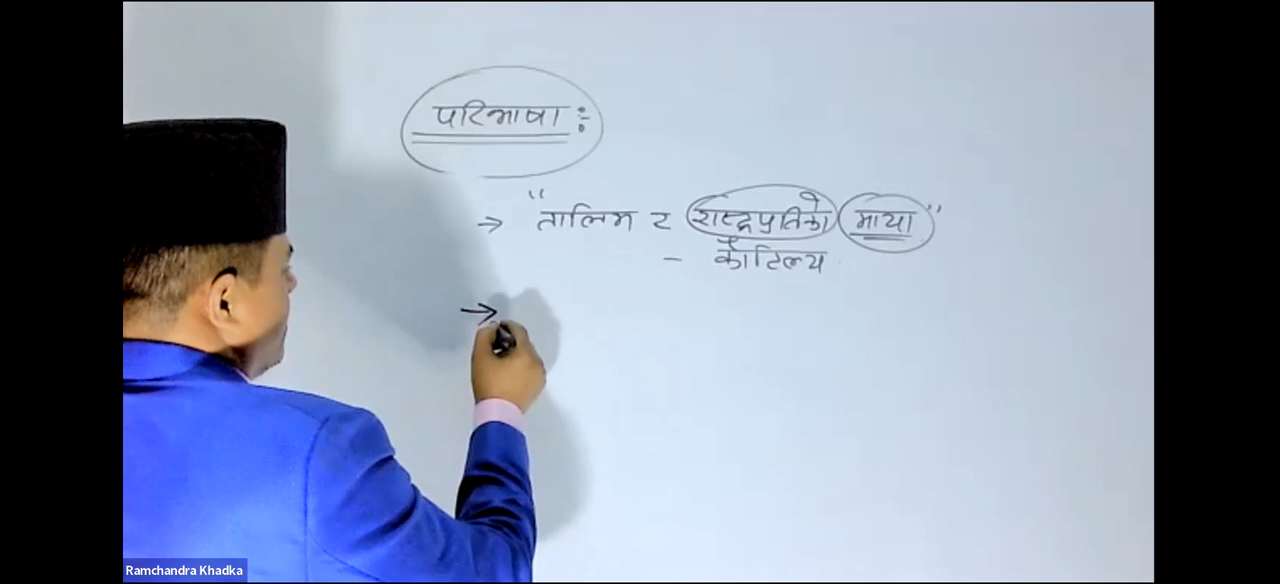 परिभाषा :-
→ "तालिम र राष्ट्रप्रतिको माया"
- कौटिल्य
→
Ramchandra Khadka